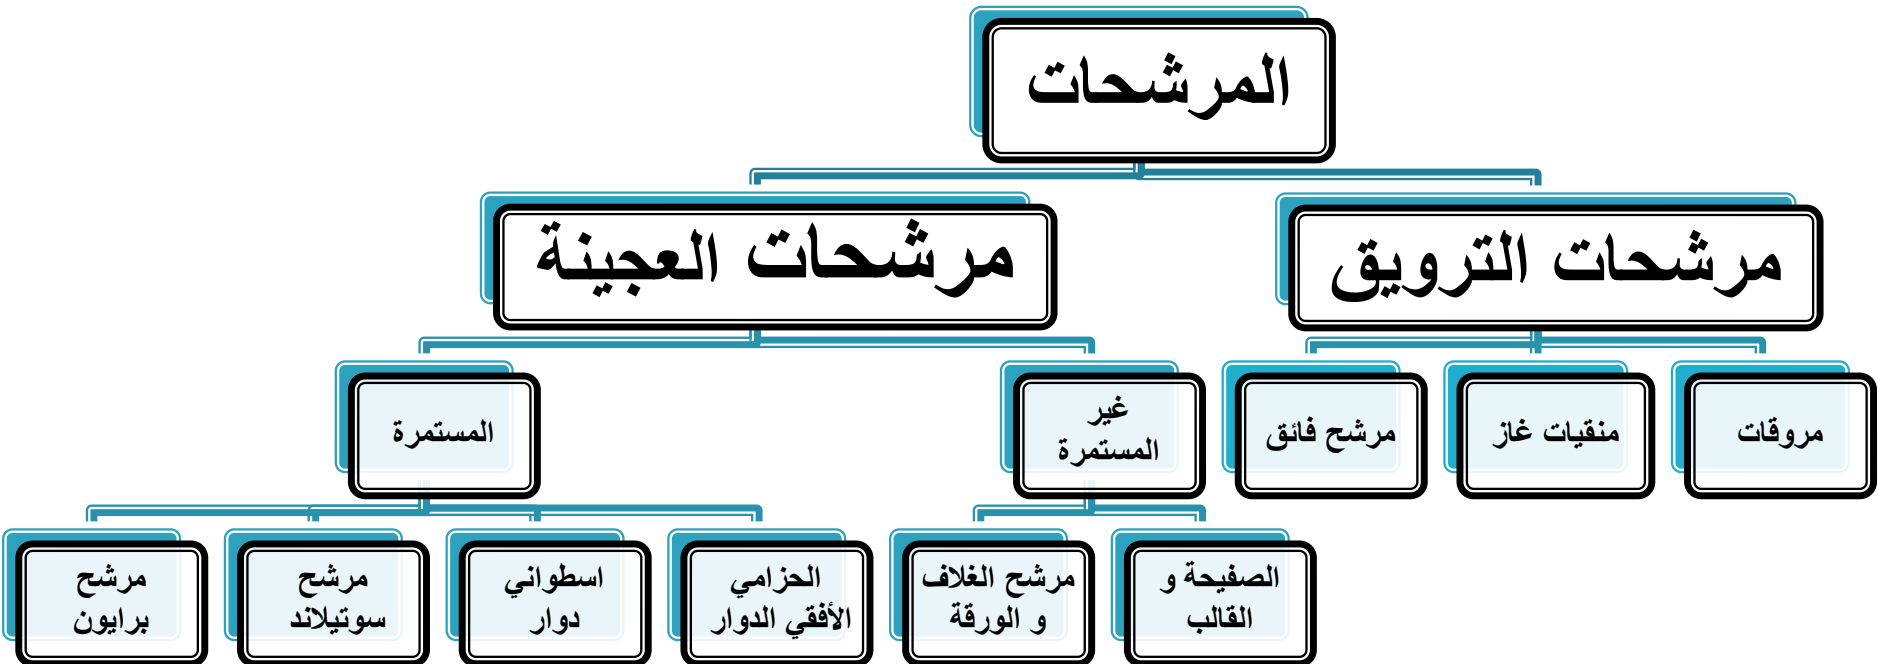 المرشحات
مرشحات الترويق
مرشحات العجينة
مروقات
منقيات غاز
مرشح فائق
غير
المستمرة
المستمرة
الصفيحة و
القالب
مرشح الغلاف
و الورقة
الحزامي
الأفقي الدوار
اسطواني
دوار
مرشح
سوتيلاند
مرشح
برايون